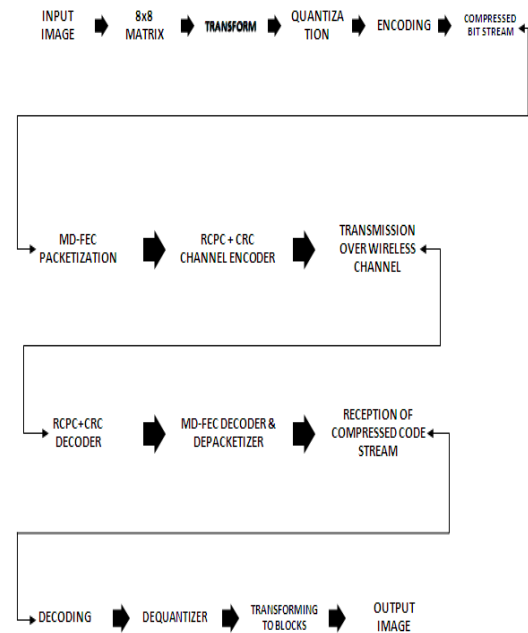 INPUT
IMAGE
8x8
MATRIX
TRANSFORM
QUANTIZA
TION
ENCODING
COMPRESSED
BIT STREAM
MD-FEC
PACKETIZATION
RCPC + CRC
CHANNEL ENCODER
TRANSMISSION
OVER WIRELESS
CHANNEL
RCPC+CRC
DECODER
MD-FEC DECODER &
DEPACKETIZER
RECEPTION OF
COMPRESSED CODE
STREAM
DECODING
DEQUANTIZER
TRANSFORMING
TO BLOCKS
OUTPUT
IMAGE